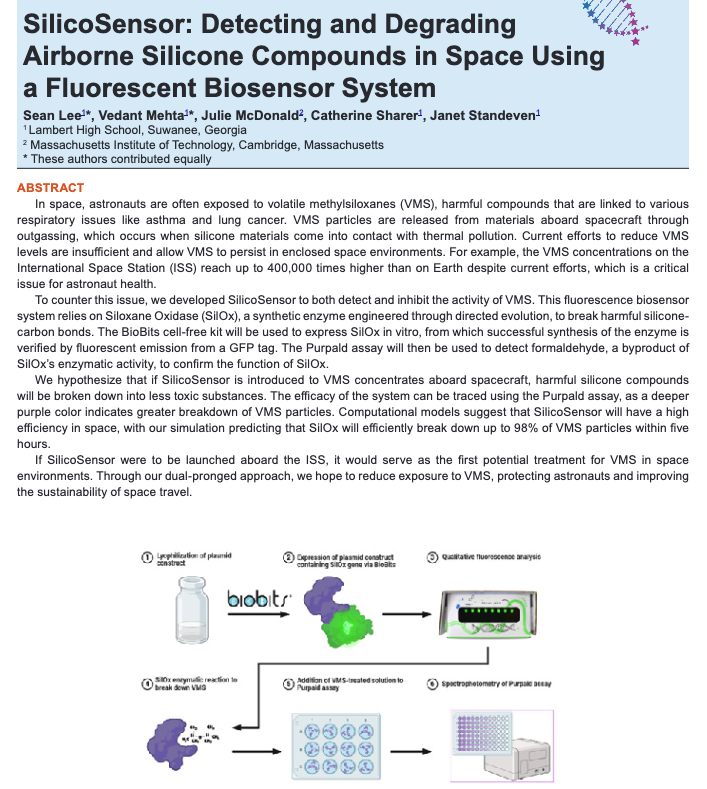 SilicoSensor: Detecting and Degrading
Airborne Silicone Compounds in Space Using
a Fluorescent Biosensor System
Sean Lee¹*, Vedant Mehta¹*, Julie McDonald², Catherine Sharer¹, Janet Standeven¹
¹ Lambert High School, Suwanee, Georgia
² Massachusetts Institute of Technology, Cambridge, Massachusetts
* These authors contributed equally
ABSTRACT
In space, astronauts are often exposed to volatile methylsiloxanes (VMS), harmful compounds that are linked to various
respiratory issues like asthma and lung cancer. VMS particles are released from materials aboard spacecraft through
outgassing, which occurs when silicone materials come into contact with thermal pollution. Current efforts to reduce VMS
levels are insufficient and allow VMS to persist in enclosed space environments. For example, the VMS concentrations on the
International Space Station (ISS) reach up to 400,000 times higher than on Earth despite current efforts, which is a critical
issue for astronaut health.
To counter this issue, we developed SilicoSensor to both detect and inhibit the activity of VMS. This fluorescence biosensor
system relies on Siloxane Oxidase (SilOx), a synthetic enzyme engineered through directed evolution, to break harmful silicone-
carbon bonds. The BioBits cell-free kit will be used to express SilOx in vitro, from which successful synthesis of the enzyme is
verified by fluorescent emission from a GFP tag. The Purpald assay will then be used to detect formaldehyde, a byproduct of
SilOx's enzymatic activity, to confirm the function of SilOx.
We hypothesize that if SilicoSensor is introduced to VMS concentrates aboard spacecraft, harmful silicone compounds
will be broken down into less toxic substances. The efficacy of the system can be traced using the Purpald assay, as a deeper
purple color indicates greater breakdown of VMS particles. Computational models suggest that SilicoSensor will have a high
efficiency in space, with our simulation predicting that SilOx will efficiently break down up to 98% of VMS particles within five
hours.
If SilicoSensor were to be launched aboard the ISS, it would serve as the first potential treatment for VMS in space
environments. Through our dual-pronged approach, we hope to reduce exposure to VMS, protecting astronauts and improving
the sustainability of space travel.
1 Lyophilization of plasmid
construct
2 Expression of plasmid construct
containing SilOx gene via BioBits
3 Qualitative fluorescence analysis
biobits
4 SilOx enzymatic reaction to
break down VMS
5 Addition of VMS-treated solution to
Purpald assay
6 Spectrophotometry of Purpald assay